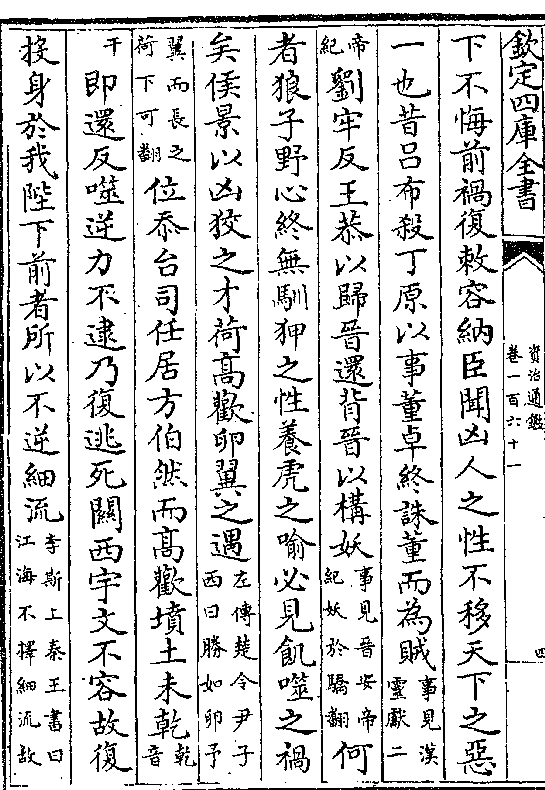 欽定四庫全書
資治通鑑
卷一百六十一
四
下不悔前禍復敕容納臣聞凶人之性不移天下之惡
一也昔吕布殺丁原以事董卓終誅董而為賊事見漢靈獻二
帝紀劉牢反王恭以歸晉還背晉以構妖事見晉安帝紀妖於驕翻何
者狼子野心終無馴狎之性養虎之喻必見飢噬之禍
矣侯景以凶狡之才荷高歡卵翼之遇左傳楚令尹子西曰勝如卵予
翼而長之荷下可翻位忝台司任居方伯然而高歡墳土未乾乾音
干即還反噬逆力不逮乃復逃死關西宇文不容故復
投身於我陛下前者所以不逆細流李斯上秦王書曰江海不擇細流故